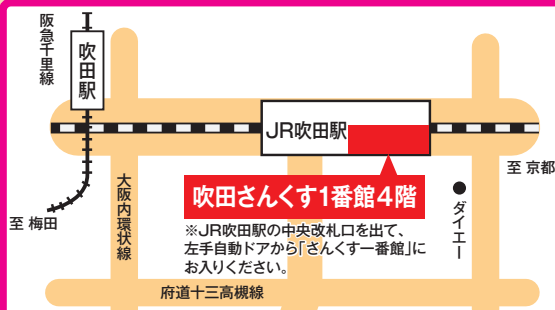 阪急千里線
吹田駅
JR吹田駅
至 京都
吹田さんくす1番館4階
※JR吹田駅の中央改札口を出て、
左手自動ドアから「さんくす一番館」に
お入りください。
大阪内環状線
ダイエー
至 梅田
府道十三高槻線